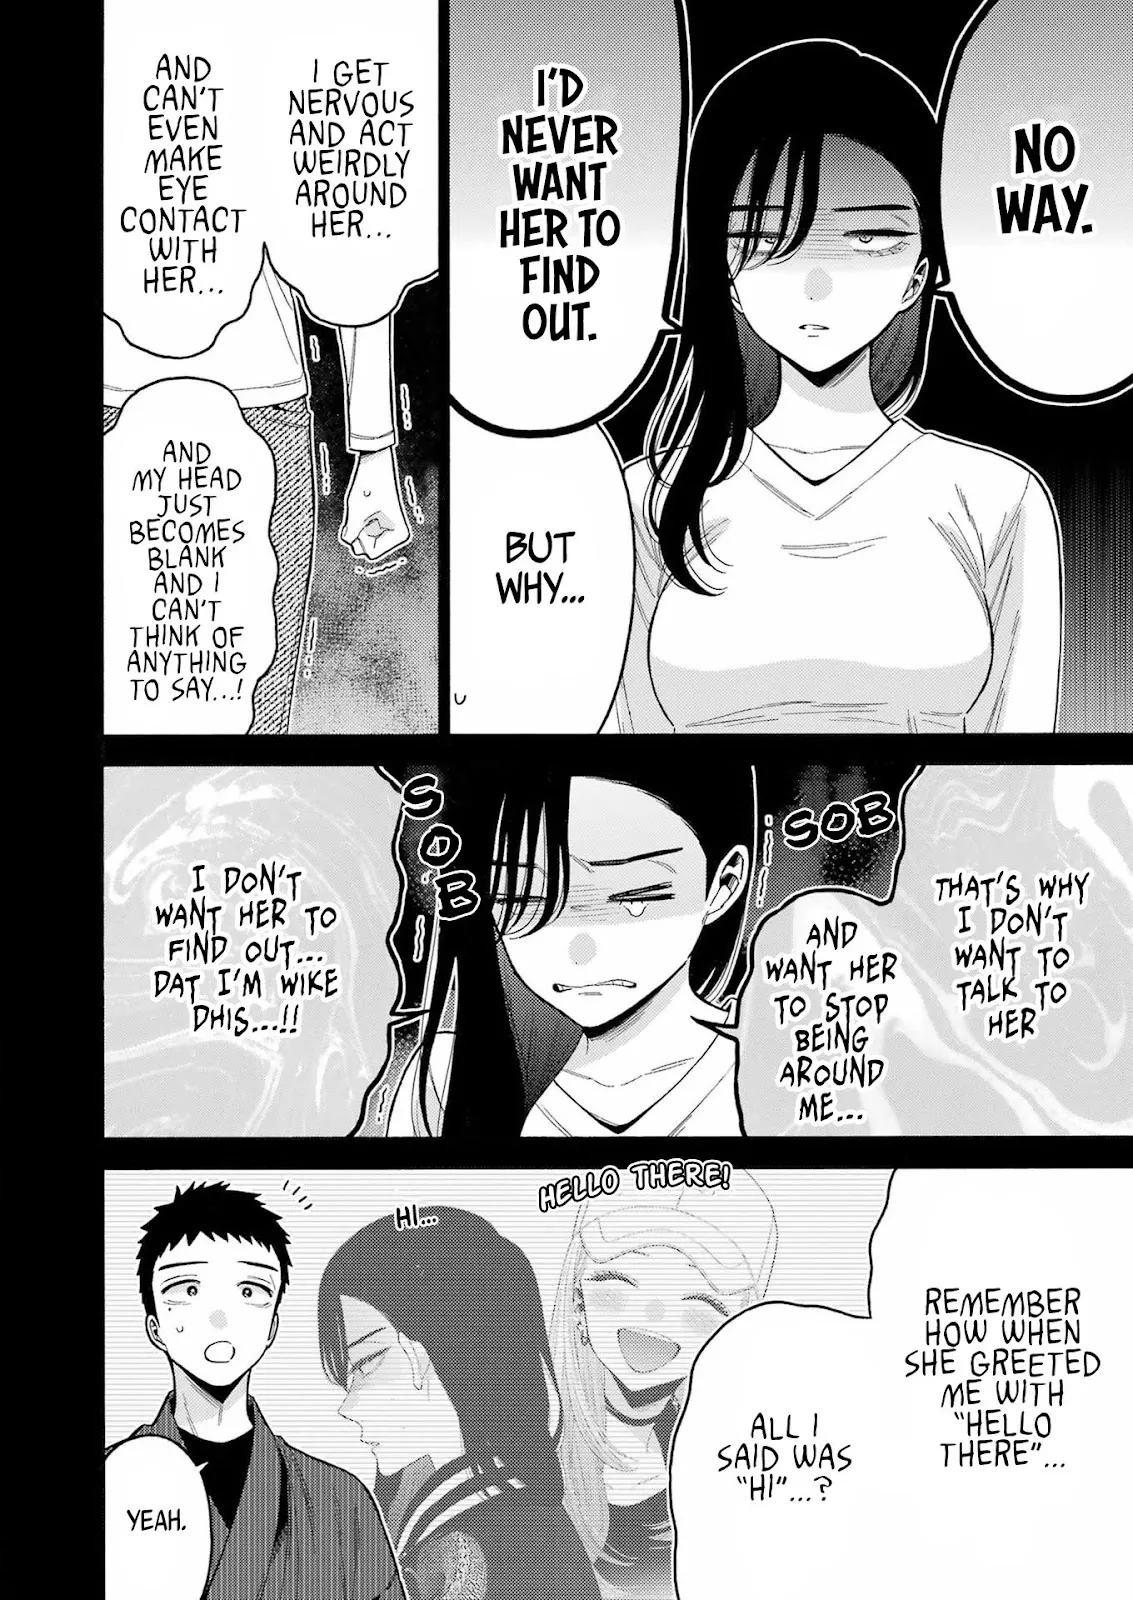 NO
WAY.
I'D
NEVER
WANT
HER TO
FIND
OUT.
BUT
WHY...
I GET
NERVOUS
AND ACT
WEIRDLY
AROUND
HER...
AND
CAN'T
EVEN
MAKE
EYE
CONTACT
WITH
HER...
AND
MY HEAD
JUST
BECOMES
BLANK
AND I
CAN'T
THINK OF
ANYTHING
TO SAY...!
THAT'S WHY
I DON'T
WANT TO
TALK TO
HER
AND
WANT HER
TO STOP
BEING
AROUND
ME...
SOB
SOB
I DON'T
WANT HER TO
FIND OUT...
DAT I'M WIKE
DHIS...!!
REMEMBER
HOW WHEN
SHE GREETED
ME WITH
"HELLO
THERE"...
HELLO THERE!
ALL I
SAID WAS
"HI"...?
HI...
YEAH.